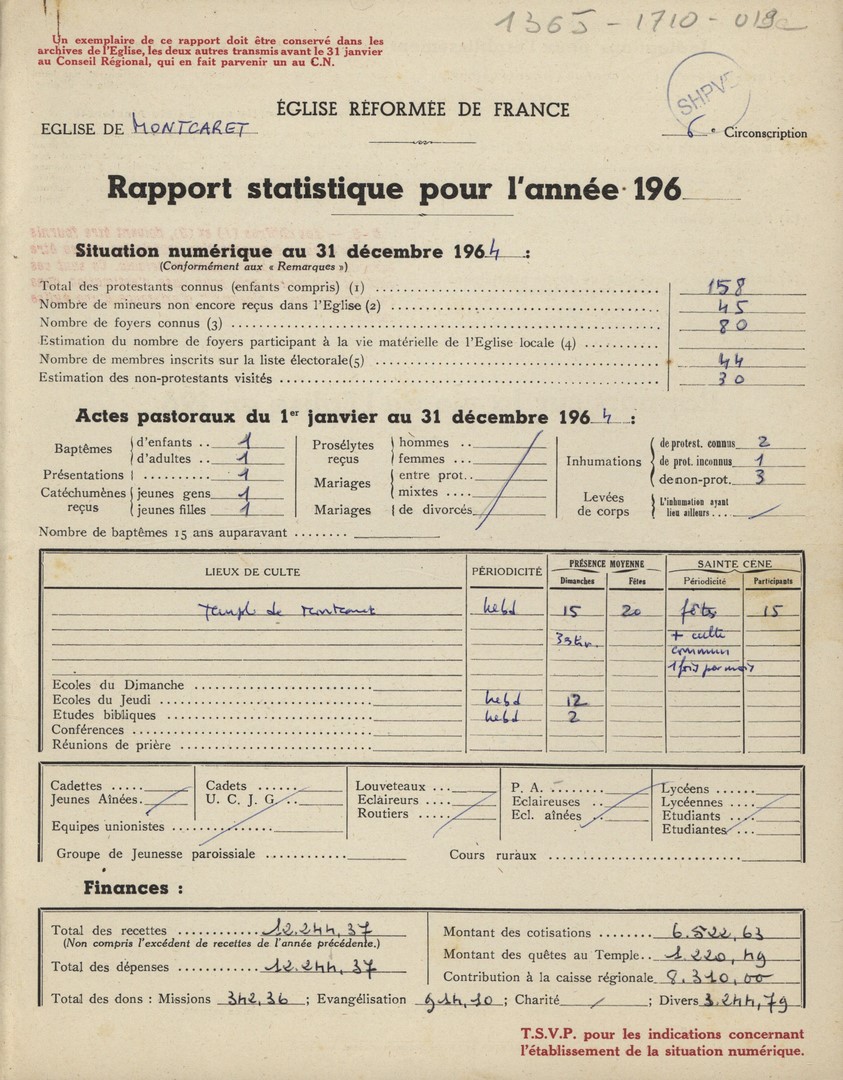 1365-1710-019
Un exemplaire de ce rapport doit être conservé dans les
archives de l'Eglise, les deux autres transmis avant le 31 janvier
au Conseil Régional, qui en fait parvenir un au C.N.
SHPVD
ÉGLISE RÉFORMÉE DE FRANCE
EGLISE DE MONTCARET
6e Circonscription
Rapport statistique pour l'année 196
Situation numérique au 31 décembre 1964 :
(Conformément aux « Remarques »)
Total des protestants connus (enfants compris) (1) 158
Nombre de mineurs non encore reçus dans l'Eglise (2) 45
Nombre de foyers connus (3) 80
Estimation du nombre de foyers participant à la vie matérielle de l'Eglise locale (4)
Nombre de membres inscrits sur la liste électorale(5) 44
Estimation des non-protestants visités 30
Actes pastoraux du 1er janvier au 31 décembre 1964 :
Baptêmes d'enfants .. 1
d'adultes .. 1
Présentations 1
Catéchumènes reçus jeunes gens 1
jeunes filles 1
Prosélytes reçus hommes ..
femmes ...
Mariages entre prot..
mixtes ....
Mariages de divorcés
Inhumations de protest. connus 2
de prot. inconnus 1
de non-prot. 3
Levées de corps L'inhumation ayant
lieu ailleurs .... /
Nombre de baptêmes 15 ans auparavant ........
LIEUX DE CULTE PÉRIODICITÉ PRÉSENCE MOYENNE SAINTE CÈNE
Dimanches Fêtes Périodicité Participants
Temple de Montcaret hebd 15 20 fêtes 15
+ culte
commun
1 fois par mois
Ecoles du Dimanche
Ecoles du Jeudi hebd 12
Etudes bibliques hebd 2
Conférences
Réunions de prière
Cadettes .....
Jeunes Aînées.
Equipes unionistes
Cadets ........
U. C. J. G. ..
Louveteaux ...
Eclaireurs ....
Routiers .....
P. A. ........
Eclaireuses ..
Ecl. aînées ..
Lycéens ......
Lycéennes ....
Etudiants ....
Etudiantes
Groupe de Jeunesse paroissiale
Cours ruraux
Finances :
Total des recettes 12.244,37
(Non compris l'excédent de recettes de l'année précédente.)
Total des dépenses 12.244,37
Montant des cotisations 6.522,63
Montant des quêtes au Temple.. 1.220,49
Contribution à la caisse régionale 8.310,00
Total des dons : Missions 342,36 ; Evangélisation 914,10 ; Charité / ; Divers 3.244,79
T.S.V.P. pour les indications concernant
l'établissement de la situation numérique.